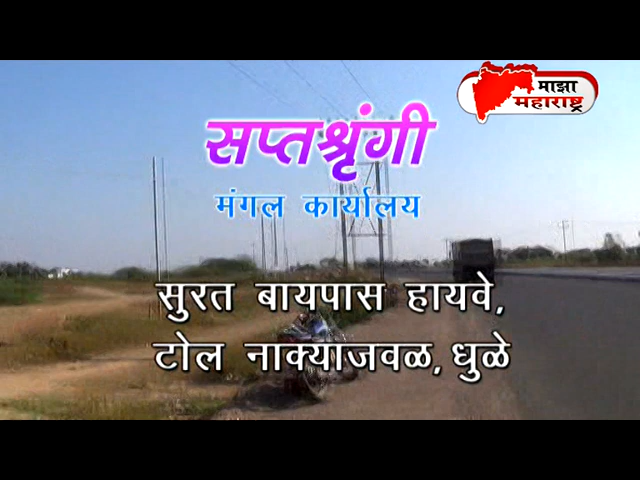 माझा
महाराष्ट्र
सप्तश्रृंगी
मंगल कार्यालय
सुरत बायपास हायवे,
टोल नाक्याजवळ, धुळे